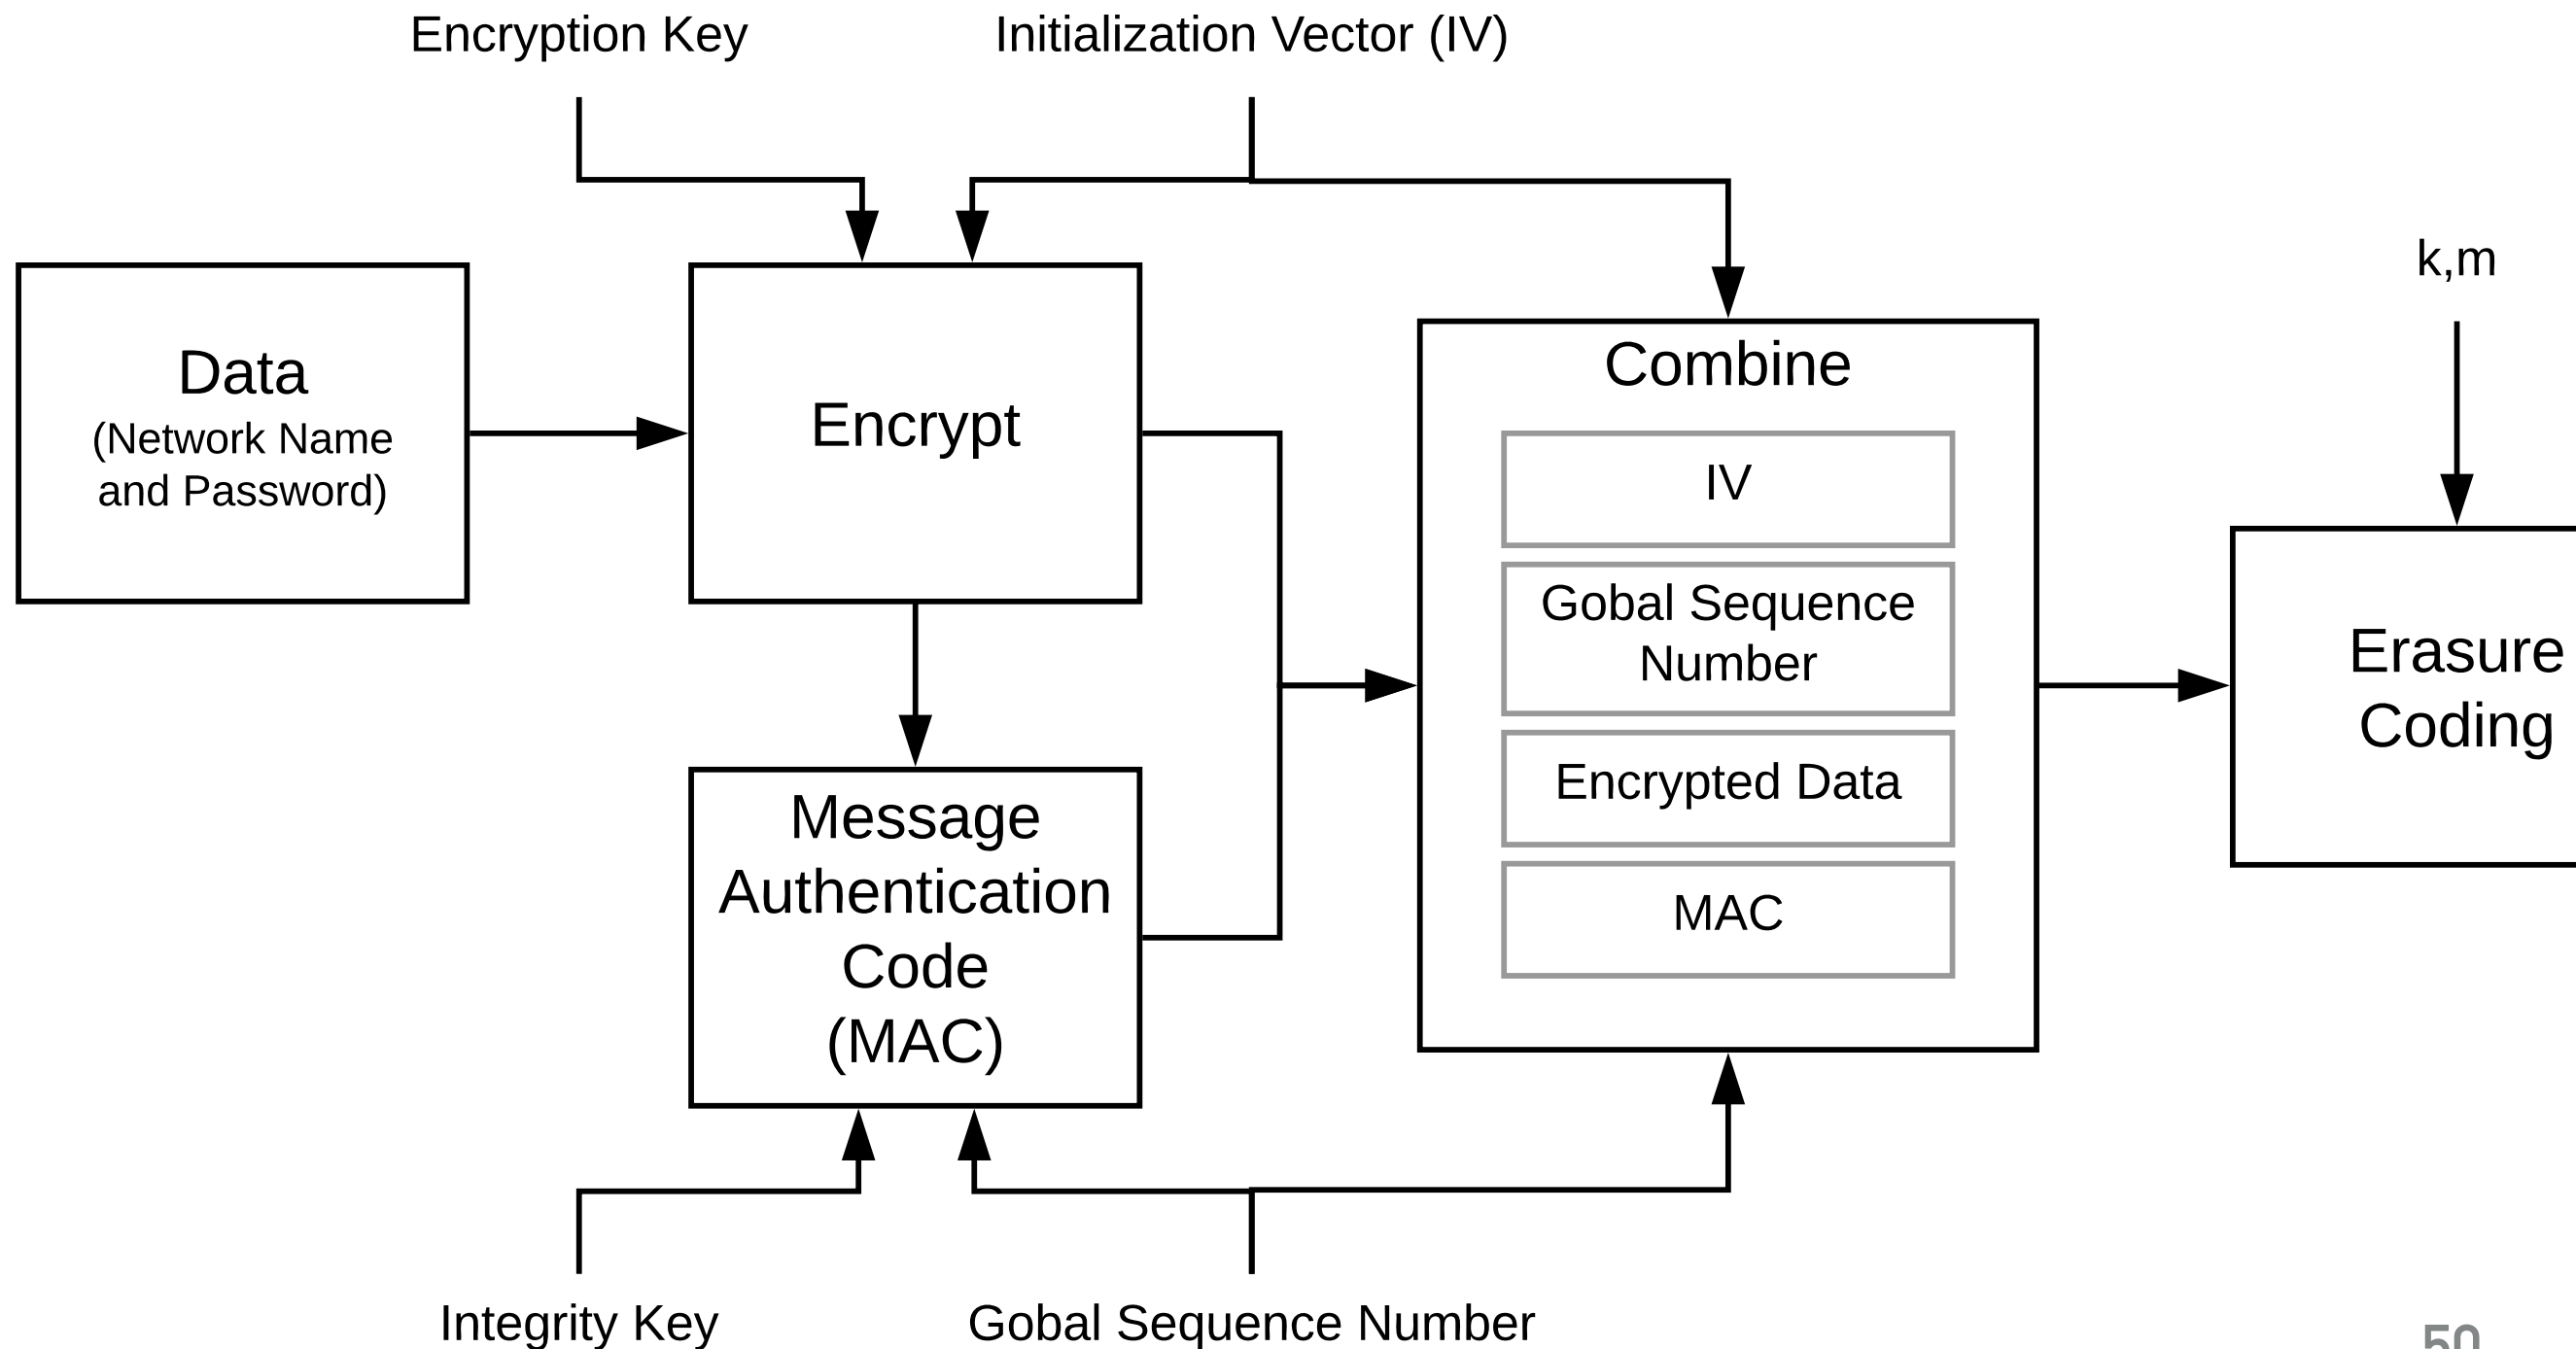 Encryption Key
Initialization Vector (IV)
k,m
Data
(Network Name
and Password)
Encrypt
Combine
IV
Gobal Sequence
Number
Encrypted Data
MAC
Message
Authentication
Code
(MAC)
Erasure
Coding
Integrity Key
Gobal Sequence Number
50